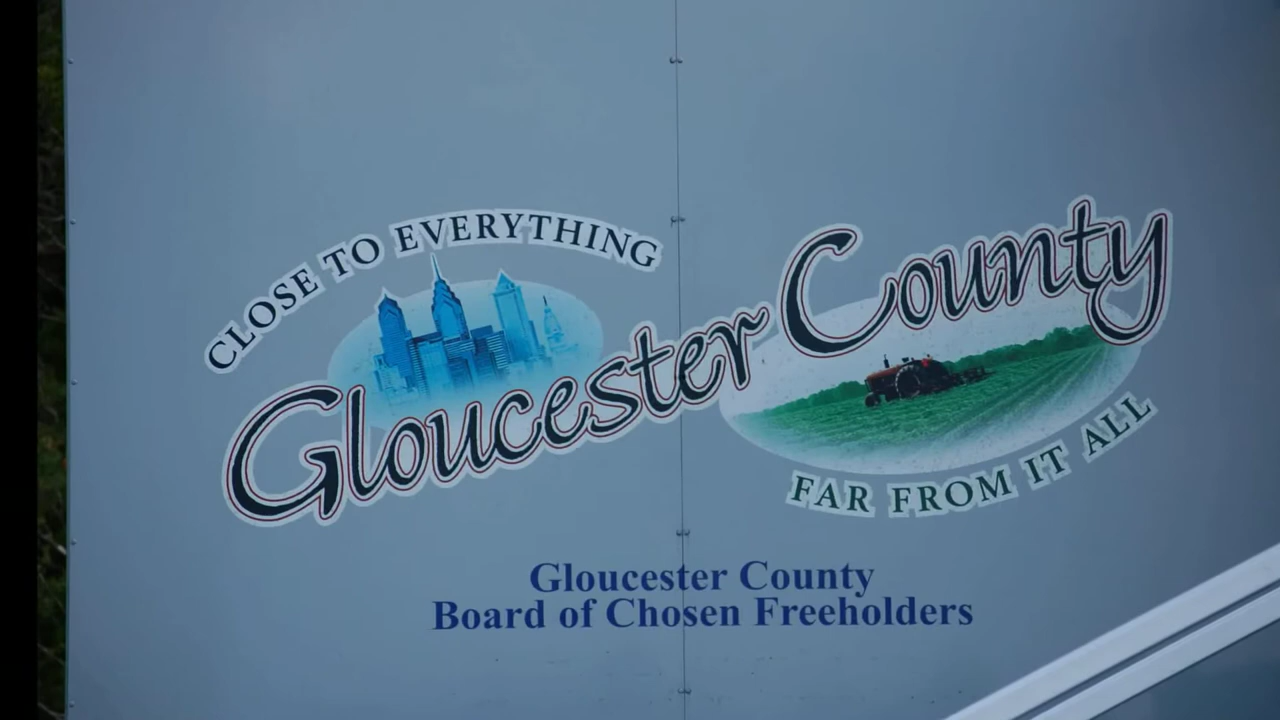 CLOSE TO EVERYTHING
Gloucester County
FAR FROM IT ALL
Gloucester County
Board of Chosen Freeholders